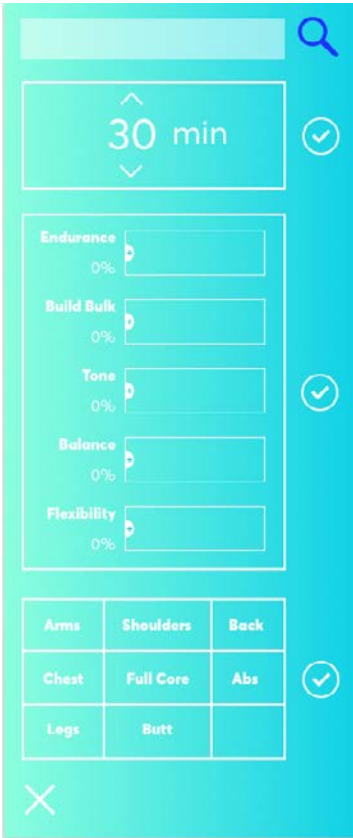 30 min
Endurance
0%
Build Bulk
0%
Tone
0%
Balance
0%
Flexibility
0%
Arms Shoulders Back
Chest Full Core Abs
Legs Butt